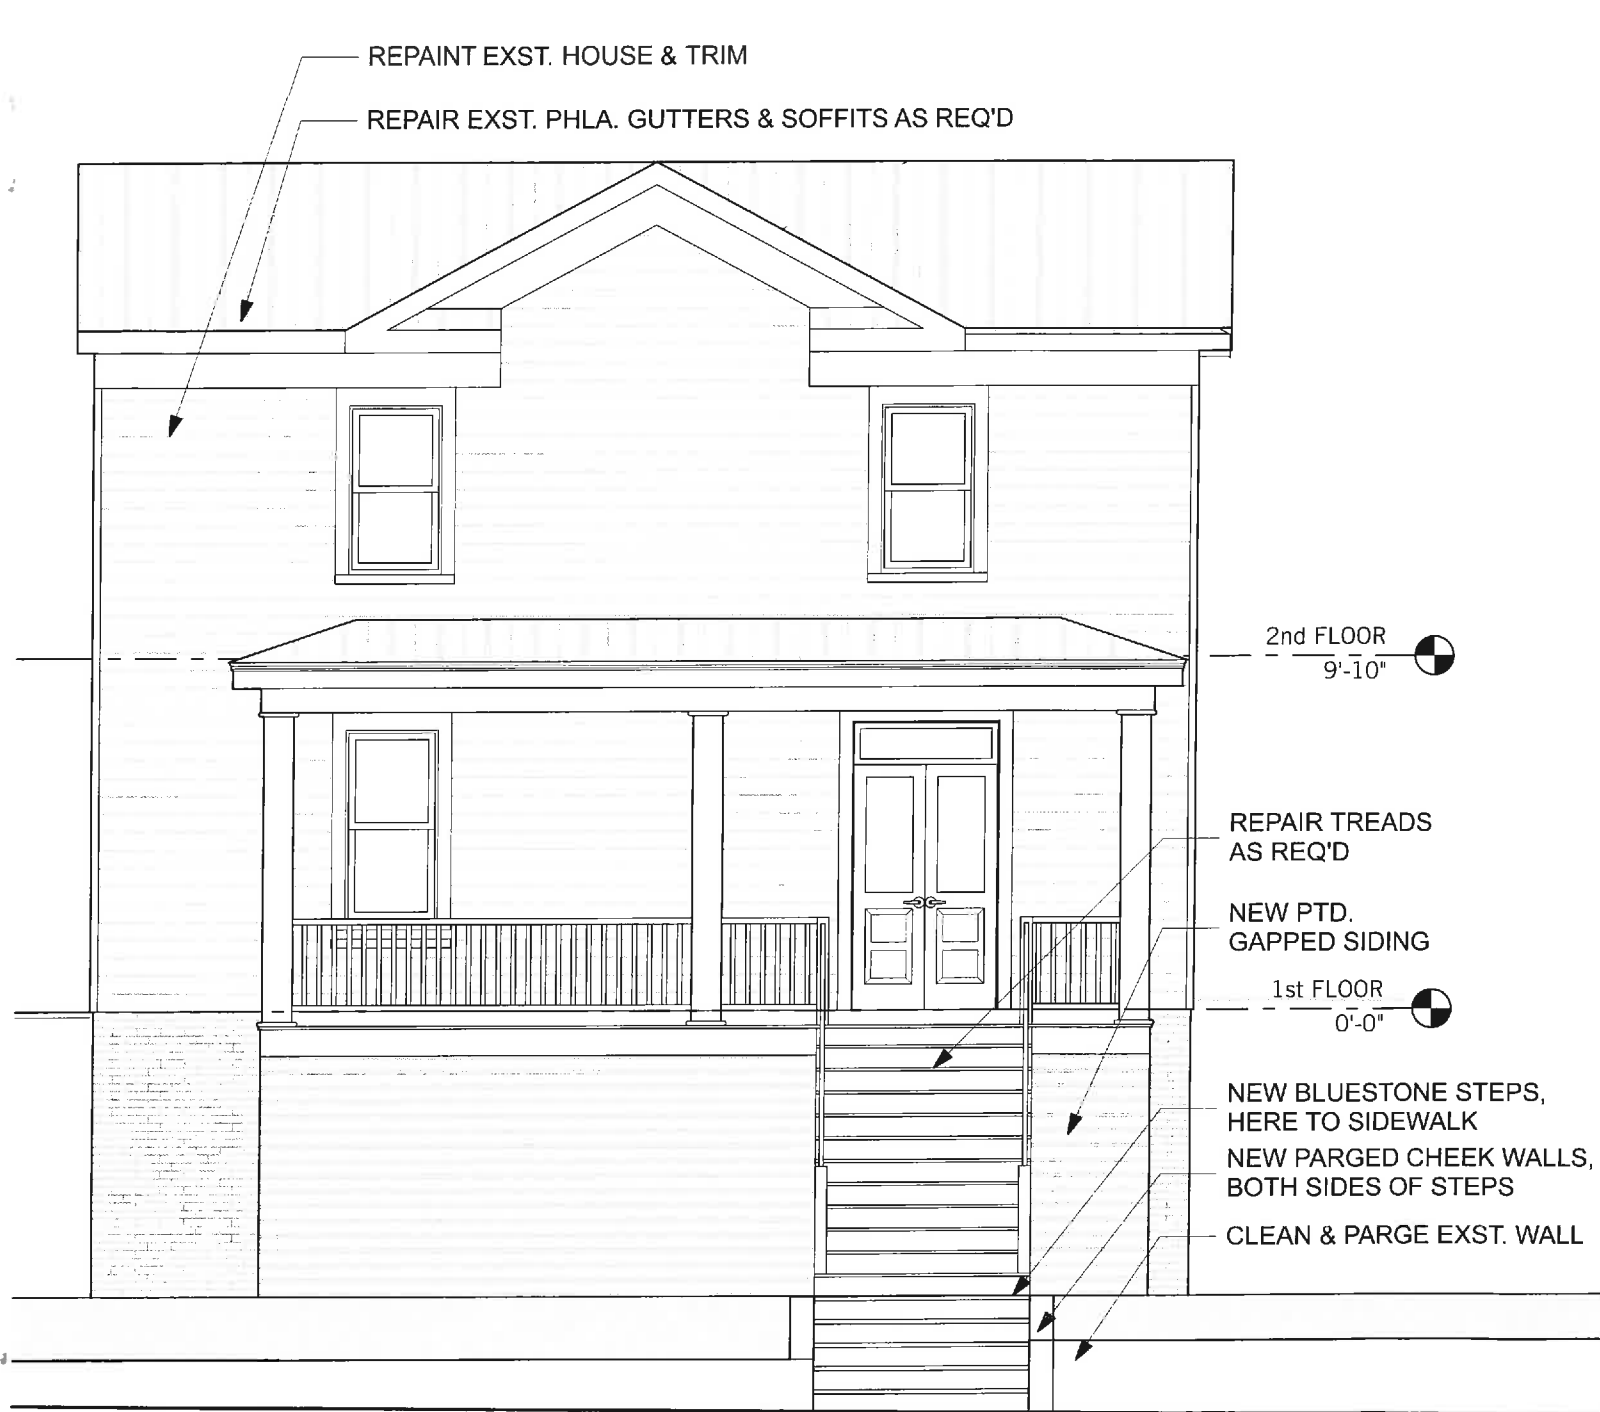 REPAINT EXST. HOUSE & TRIM
REPAIR EXST. PHLA. GUTTERS & SOFFITS AS REQ'D
2nd FLOOR
9'-10"
REPAIR TREADS
AS REQ'D
NEW PTD.
GAPPED SIDING
1st FLOOR
0'-0"
NEW BLUESTONE STEPS,
HERE TO SIDEWALK
NEW PARGED CHEEK WALLS,
BOTH SIDES OF STEPS
CLEAN & PARGE EXST. WALL